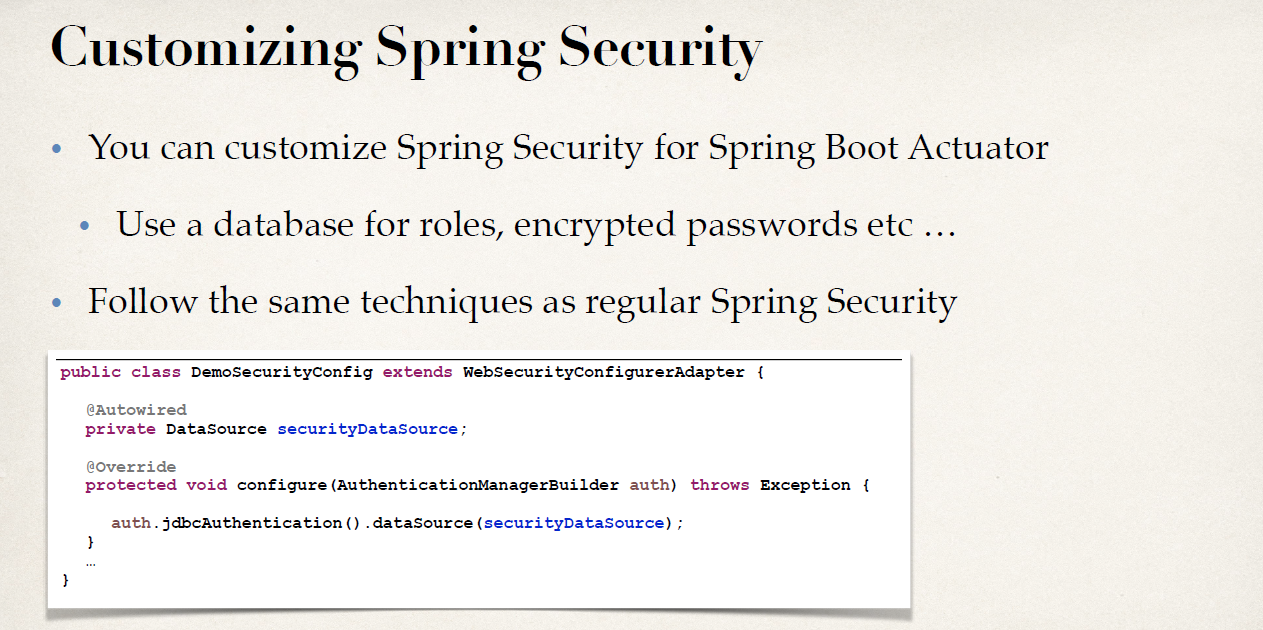 Customizing Spring Security
• You can customize Spring Security for Spring Boot Actuator
• Use a database for roles, encrypted passwords etc …
• Follow the same techniques as regular Spring Security
public class DemoSecurityConfig extends WebSecurityConfigurerAdapter {
@Autowired
private DataSource securityDataSource;
@Override
protected void configure(AuthenticationManagerBuilder auth) throws Exception {
auth.jdbcAuthentication().dataSource(securityDataSource);
}
…
}